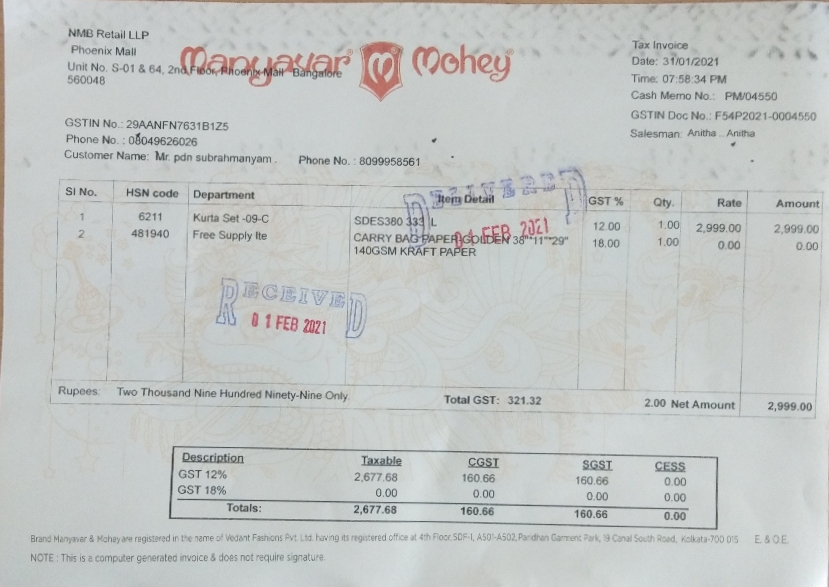 NMB Retail LLP
Phoenix Mall
Unit No. S-01 & 64, 2nd Floor, Phoenix Mall Bangalore
560048
Manyavar Mohey
Tax Invoice
Date: 31/01/2021
Time: 07:58:34 PM
Cash Memo No.: PM/04550
GSTIN Doc No.: F54P2021-0004550
Salesman: Anitha . Anitha
GSTIN No.: 29AANFN7631B1Z5
Phone No. : 08049626026
Customer Name: Mr. pdn subrahmanyam . Phone No. : 8099958561
SI No. HSN code Department Item Detail GST % Qty. Rate Amount
1 6211 Kurta Set -09-C SDES380 333 L 12.00 1.00 2,999.00 2,999.00
2 481940 Free Supply Ite CARRY BAG PAPER GOLDEN 38"*11"*29" 18.00 1.00 0.00 0.00
140GSM KRAFT PAPER
DELIVERED
01 FEB 2021
RECEIVED
01 FEB 2021
Rupees: Two Thousand Nine Hundred Ninety-Nine Only. Total GST: 321.32 2.00 Net Amount 2,999.00
Description Taxable CGST SGST CESS
GST 12% 2,677.68 160.66 160.66 0.00
GST 18% 0.00 0.00 0.00 0.00
Totals: 2,677.68 160.66 160.66 0.00
Brand Manyavar & Mohey are registered in the name of Vedant Fashions Pvt. Ltd. having its registered office at 4th Floor, SDF-1, A501-A502, Paridhan Garment Park, 19 Canal South Road, Kolkata-700 015 E. & O.E.
NOTE : This is a computer generated invoice & does not require signature.